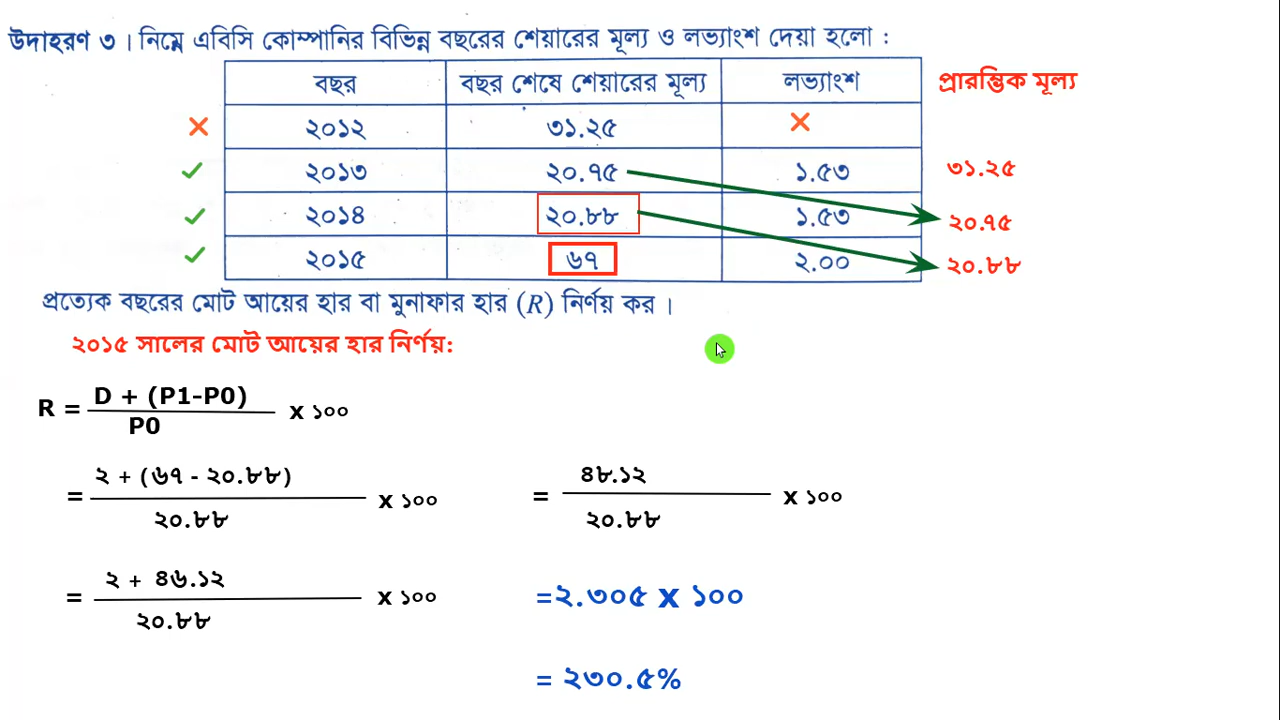 উদাহরণ ৩। নিম্নে এবিসি কোম্পানির বিভিন্ন বছরের শেয়ারের মূল্য ও লভ্যাংশ দেয়া হলো :
বছর বছর শেষে শেয়ারের মূল্য লভ্যাংশ প্রারম্ভিক মূল্য
২০১২ ৩১.২৫
২০১৩ ২০.৭৫ ১.৫৩ ৩১.২৫
২০১৪ ২০.৮৮ ১.৫৩ ২০.৭৫
২০১৫ ৬৭ ২.০০ ২০.৮৮
প্রত্যেক বছরের মোট আয়ের হার বা মুনাফার হার (R) নির্ণয় কর।
২০১৫ সালের মোট আয়ের হার নির্ণয়:
D + (P1-P0)
R = x ১০০
P0
২ + (৬৭ - ২০.৮৮)
= x ১০০
২০.৮৮
২ + ৪৬.১২
= x ১০০
২০.৮৮
৪৮.১২
= x ১০০
২০.৮৮
=২.৩০৫ x ১০০
= ২৩০.৫%